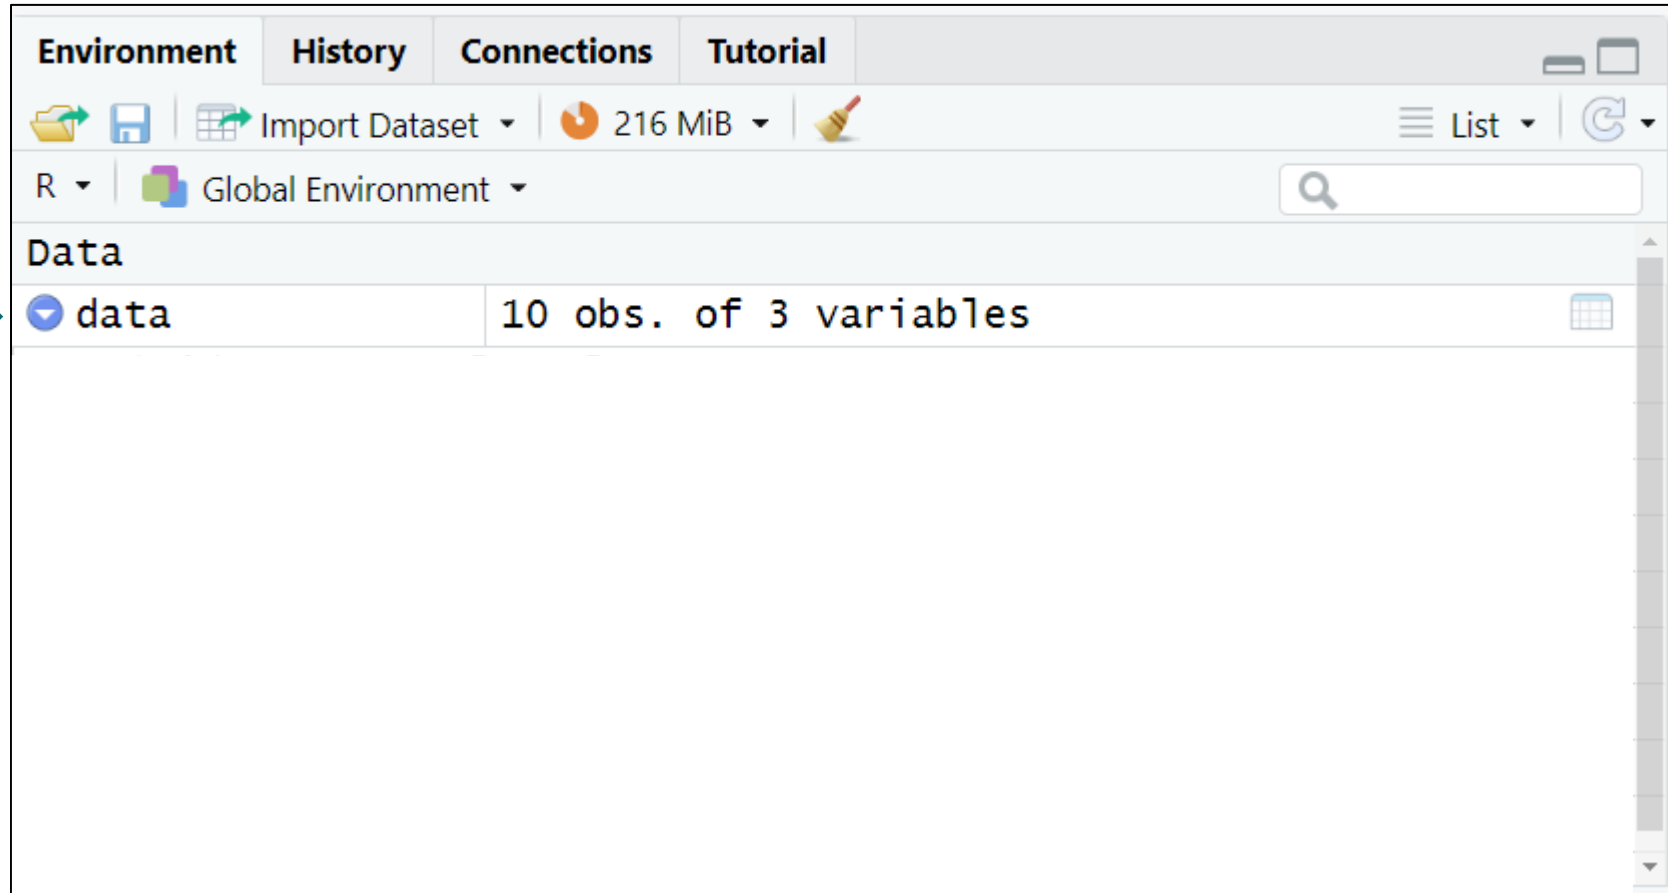 Environment History Connections Tutorial
Import Dataset 216 MiB List
R Global Environment
Data
data 10 obs. of 3 variables